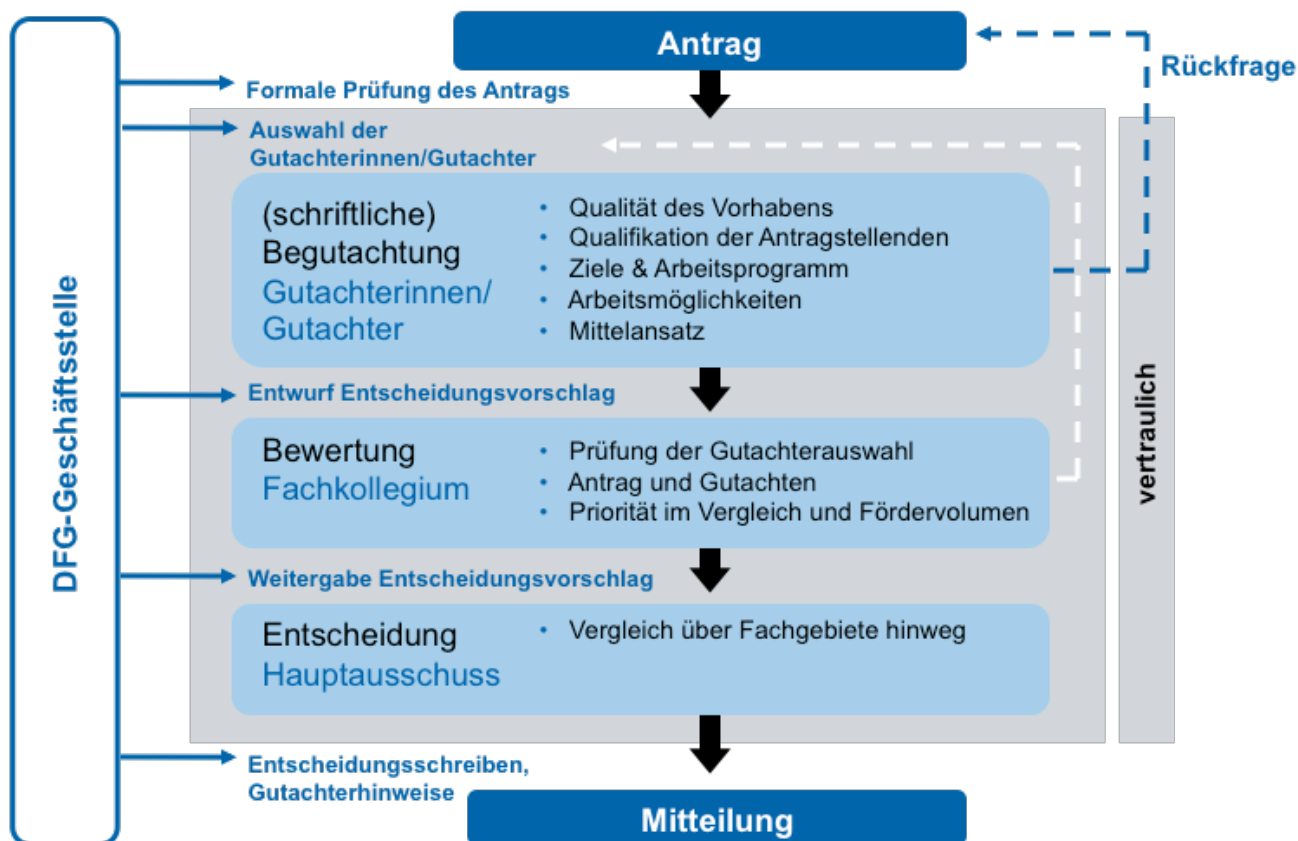 DFG-Geschäftsstelle
Antrag
Rückfrage
Formale Prüfung des Antrags
Auswahl der
Gutachterinnen/Gutachter
(schriftliche)
Begutachtung
Gutachterinnen/
Gutachter
• Qualität des Vorhabens
• Qualifikation der Antragstellenden
• Ziele & Arbeitsprogramm
• Arbeitsmöglichkeiten
• Mittelansatz
vertraulich
Entwurf Entscheidungsvorschlag
Bewertung
Fachkollegium
• Prüfung der Gutachterauswahl
• Antrag und Gutachten
• Priorität im Vergleich und Fördervolumen
Weitergabe Entscheidungsvorschlag
Entscheidung
Hauptausschuss
• Vergleich über Fachgebiete hinweg
Entscheidungsschreiben,
Gutachterhinweise
Mitteilung